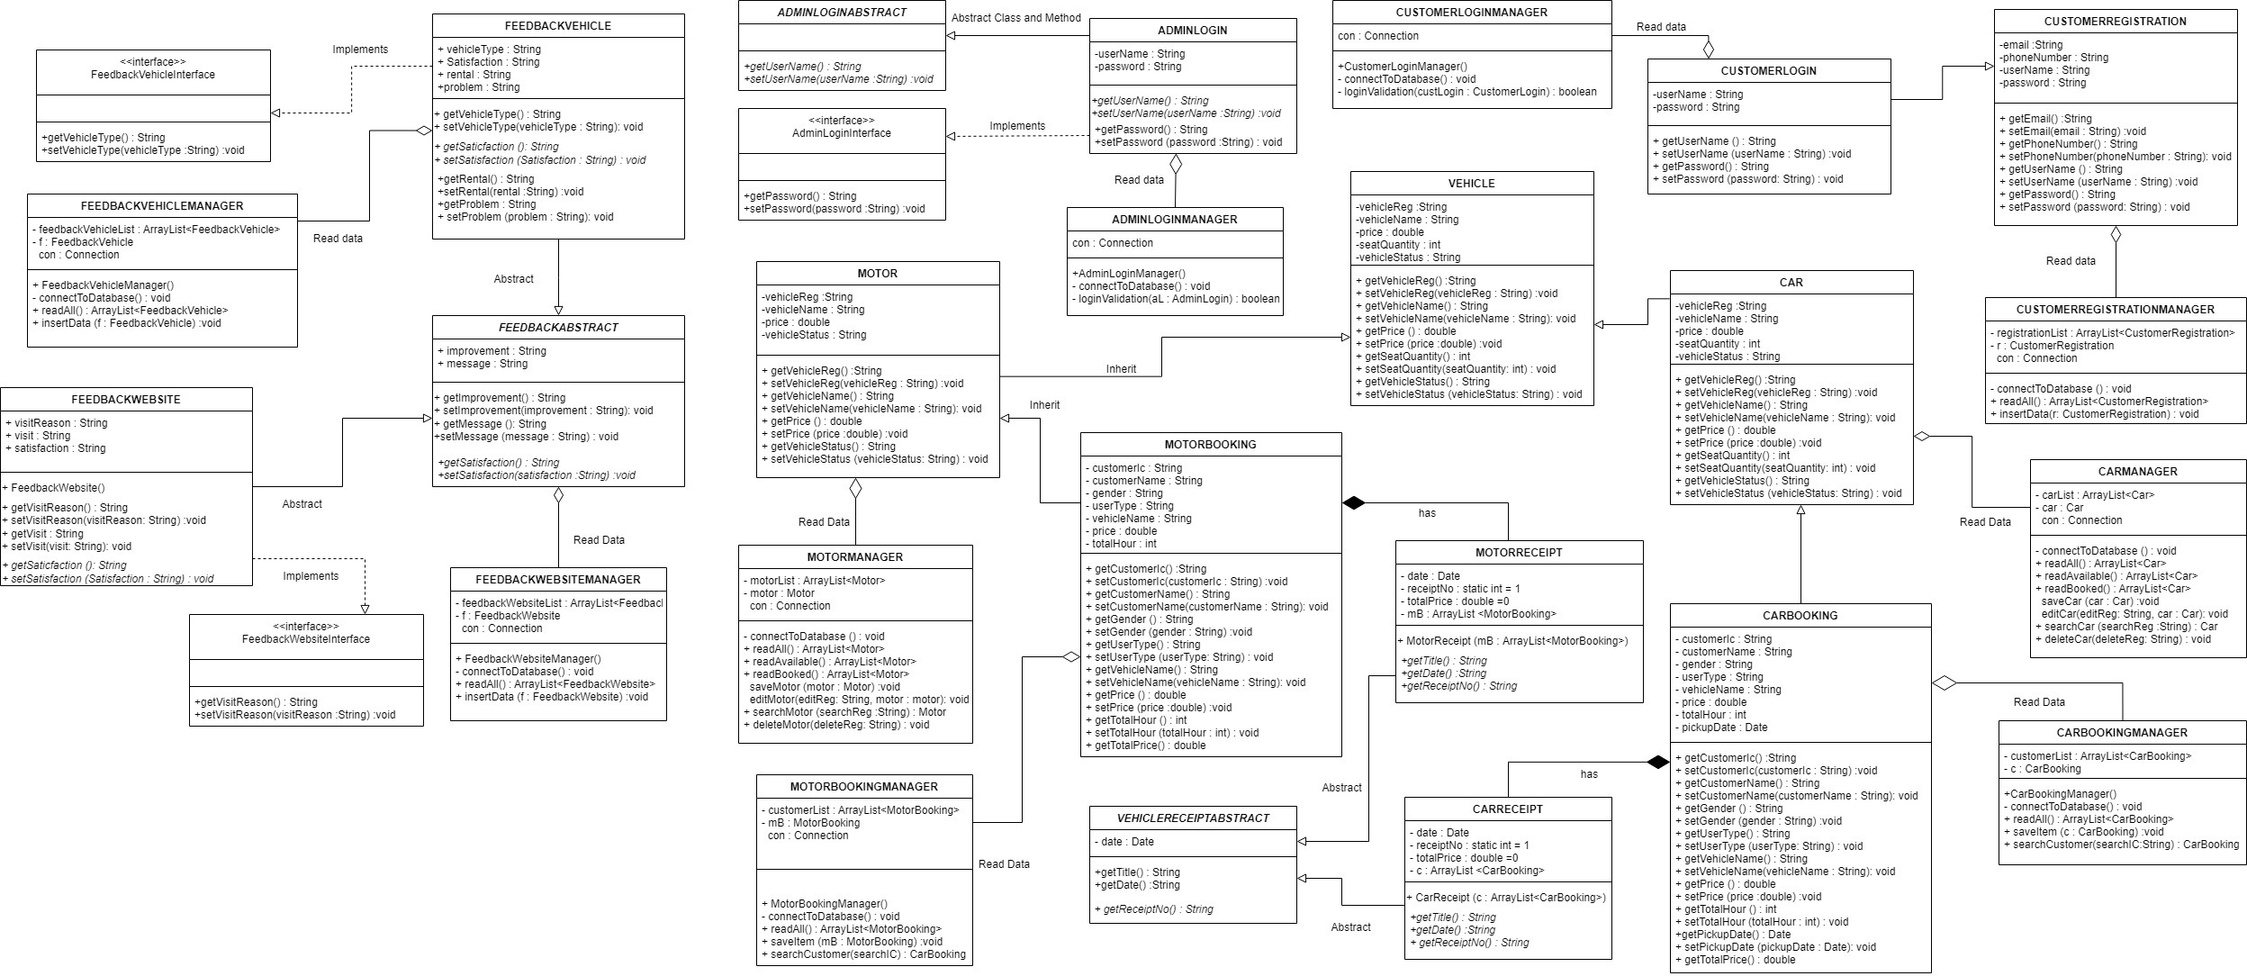 FEEDBACKVEHICLE
+ vehicleType : String
+ Satisfaction : String
+ rental : String
+problem : String
+ getVehicleType() : String
+ setVehicleType(vehicleType : String): void
+ getSaticfaction (): String
+ setSatisfaction (Satisfaction : String) : void
+getRental() : String
+setRental(rental :String) :void
+getProblem : String
+ setProblem (problem : String): void
Implements
<<interface>>
FeedbackVehicleInterface
+getVehicleType() : String
+setVehicleType(vehicleType :String) :void
FEEDBACKVEHICLEMANAGER
- feedbackVehicleList : ArrayList<FeedbackVehicle>
- f : FeedbackVehicle
con : Connection
+ FeedbackVehicleManager()
- connectToDatabase() : void
+ readAll() : ArrayList<FeedbackVehicle>
+ insertData (f : FeedbackVehicle) :void
Read data
Abstract
FEEDBACKABSTRACT
+ improvement : String
+ message : String
+ getImprovement() : String
+ setImprovement(improvement : String): void
+ getMessage (): String
+setMessage (message : String) : void
+getSatisfaction() : String
+setSatisfaction(satisfaction :String) :void
FEEDBACKWEBSITE
+ visitReason : String
+ visit : String
+ satisfaction : String
+ FeedbackWebsite()
+ getVisitReason() : String
+ setVisitReason(visitReason: String) :void
+ getVisit : String
+ setVisit(visit: String): void
+ getSaticfaction (): String
+ setSatisfaction (Satisfaction : String) : void
Abstract
Implements
<<interface>>
FeedbackWebsiteInterface
+getVisitReason() : String
+setVisitReason(visitReason :String) :void
Read Data
FEEDBACKWEBSITEMANAGER
- feedbackWebsiteList : ArrayList<Feedbacl
- f : FeedbackWebsite
con : Connection
+ FeedbackWebsiteManager()
- connectToDatabase() : void
+ readAll() : ArrayList<FeedbackWebsite>
+ insertData (f : FeedbackWebsite) :void
ADMINLOGINABSTRACT
+getUserName() : String
+setUserName(userName :String) :void
Abstract Class and Method
ADMINLOGIN
-userName : String
-password : String
+getUserName() : String
+setUserName(userName :String) : void
+getPassword() : String
+setPassword (password :String) : void
<<interface>>
AdminLoginInterface
+getPassword() : String
+setPassword(password :String) : void
Implements
Read data
ADMINLOGINMANAGER
con : Connection
+AdminLoginManager()
- connectToDatabase() : void
- loginValidation(aL : AdminLogin) : boolean
CUSTOMERLOGINMANAGER
con : Connection
+CustomerLoginManager()
- connectToDatabase() : void
- loginValidation(custLogin : CustomerLogin) : boolean
Read data
CUSTOMERLOGIN
-userName : String
-password : String
+ getUserName () : String
+ setUserName (userName : String) :void
+ getPassword() : String
+ setPassword (password: String) : void
CUSTOMERREGISTRATION
-email :String
-phoneNumber : String
-userName : String
-password : String
+ getEmail() :String
+ setEmail(email : String) :void
+ getPhoneNumber() : String
+ setPhoneNumber(phoneNumber : String): void
+ getUserName () : String
+ setUserName (userName : String) :void
+ getPassword() : String
+ setPassword (password: String) : void
Read data
CUSTOMERREGISTRATIONMANAGER
- registrationList : ArrayList<CustomerRegistration>
- r : CustomerRegistration
con : Connection
- connectToDatabase () : void
+ readAll() : ArrayList<CustomerRegistration>
+ insertData(r: CustomerRegistration) : void
VEHICLE
-vehicleReg :String
-vehicleName : String
-price : double
-seatQuantity : int
-vehicleStatus : String
+ getVehicleReg() :String
+ setVehicleReg(vehicleReg : String) :void
+ getVehicleName() : String
+ setVehicleName(vehicleName : String): void
+ getPrice () : double
+ setPrice (price :double) :void
+ getSeatQuantity() : int
+ setSeatQuantity(seatQuantity: int) : void
+ getVehicleStatus() : String
+ setVehicleStatus (vehicleStatus: String) : void
MOTOR
-vehicleReg :String
-vehicleName : String
-price : double
-vehicleStatus : String
+ getVehicleReg() :String
+ setVehicleReg(vehicleReg : String) :void
+ getVehicleName() : String
+ setVehicleName(vehicleName : String): void
+ getPrice () : double
+ setPrice (price :double) :void
+ getVehicleStatus() : String
+ setVehicleStatus (vehicleStatus: String) : void
Inherit
Inherit
Read Data
MOTORMANAGER
- motorList : ArrayList<Motor>
- motor : Motor
con : Connection
- connectToDatabase () : void
+ readAll() : ArrayList<Motor>
+ readAvailable() : ArrayList<Motor>
+ readBooked() : ArrayList<Motor>
saveMotor (motor : Motor) :void
editMotor(editReg: String, motor : motor): void
+ searchMotor (searchReg :String) : Motor
+ deleteMotor(deleteReg: String) : void
MOTORBOOKINGMANAGER
- customerList : ArrayList<MotorBooking>
- mB : MotorBooking
con : Connection
+ MotorBookingManager()
- connectToDatabase() : void
+ readAll() : ArrayList<MotorBooking>
+ saveItem (mB : MotorBooking) :void
+ searchCustomer(searchIC) : CarBooking
Read Data
MOTORBOOKING
- customerIc : String
- customerName : String
- gender : String
- userType : String
- vehicleName : String
- price : double
- totalHour : int
+ getCustomerIc() :String
+ setCustomerIc(customerIc : String) :void
+ getCustomerName() : String
+ setCustomerName(customerName : String): void
+ getGender () : String
+ setGender (gender : String) :void
+ getUserType() : String
+ setUserType (userType: String) : void
+ getVehicleName() : String
+ setVehicleName(vehicleName : String): void
+ getPrice () : double
+ setPrice (price :double) :void
+ getTotalHour () : int
+ setTotalHour (totalHour : int) : void
+ getTotalPrice() : double
has
MOTORRECEIPT
- date : Date
- receiptNo : static int = 1
- totalPrice : double =0
- mB : ArrayList <MotorBooking>
+ MotorReceipt (mB : ArrayList<MotorBooking>)
+getTitle() : String
+getDate() :String
+getReceiptNo() : String
Abstract
VEHICLERECEIPTABSTRACT
- date : Date
+getTitle() : String
+getDate() :String
+ getReceiptNo() : String
has
CARRECEIPT
- date : Date
- receiptNo : static int = 1
- totalPrice : double =0
- c : ArrayList <CarBooking>
+ CarReceipt (c : ArrayList<CarBooking>)
+getTitle() : String
+getDate() :String
+ getReceiptNo() : String
Abstract
CAR
-vehicleReg :String
-vehicleName : String
-price : double
-seatQuantity : int
-vehicleStatus : String
+ getVehicleReg() :String
+ setVehicleReg(vehicleReg : String) :void
+ getVehicleName() : String
+ setVehicleName(vehicleName : String): void
+ getPrice () : double
+ setPrice (price :double) :void
+ getSeatQuantity() : int
+ setSeatQuantity(seatQuantity: int) : void
+ getVehicleStatus() : String
+ setVehicleStatus (vehicleStatus: String) : void
Read Data
CARMANAGER
- carList : ArrayList<Car>
- car : Car
con : Connection
- connectToDatabase () : void
+ readAll() : ArrayList<Car>
+ readAvailable() : ArrayList<Car>
+ readBooked() : ArrayList<Car>
saveCar (car : Car) :void
editCar(editReg: String, car : Car): void
+ searchCar (searchReg :String) : Car
+ deleteCar(deleteReg: String) : void
CARBOOKING
- customerIc : String
- customerName : String
- gender : String
- userType : String
- vehicleName : String
- price : double
- totalHour : int
- pickupDate : Date
+ getCustomerIc() :String
+ setCustomerIc(customerIc : String) :void
+ getCustomerName() : String
+ setCustomerName(customerName : String): void
+ getGender () : String
+ setGender (gender : String) :void
+ getUserType() : String
+ setUserType (userType: String) : void
+ getVehicleName() : String
+ setVehicleName(vehicleName : String): void
+ getPrice () : double
+ setPrice (price :double) :void
+ getTotalHour () : int
+ setTotalHour (totalHour : int) : void
+getPickupDate() : Date
+ setPickupDate (pickupDate : Date): void
+ getTotalPrice() : double
Read Data
CARBOOKINGMANAGER
- customerList : ArrayList<CarBooking>
- c : CarBooking
+CarBookingManager()
- connectToDatabase() : void
+ readAll() : ArrayList<CarBooking>
+ saveItem (c : CarBooking) :void
+ searchCustomer(searchIC:String) : CarBooking